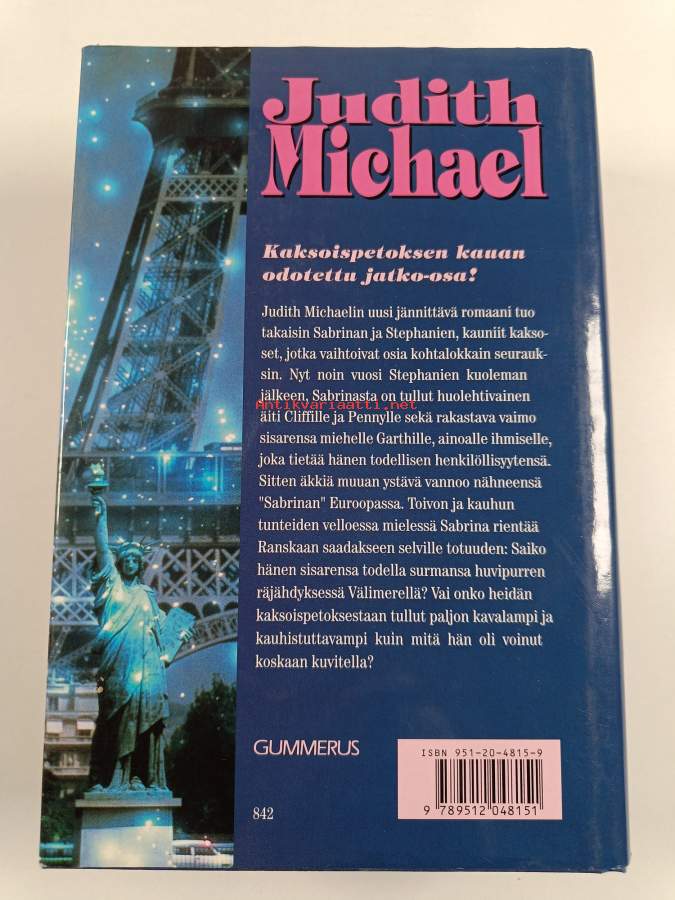 Judith
Michael
Kaksoispetoksen kauan
odotettu jatko-osa!
Judith Michaelin uusi jännittävä romaani tuo
takaisin Sabrinan ja Stephanien, kauniit kakso-
set, jotka vaihtoivat osia kohtalokkain seurauk-
sin. Nyt noin vuosi Stephanien kuoleman
jälkeen, Sabrinasta on tullut huolehtivainen
Antikvariaatti.net
äiti Cliffille ja Pennylle sekä rakastava vaimo
sisarensa miehelle Garthille, ainoalle ihmiselle,
joka tietää hänen todellisen henkilöllisyytensä.
Sitten äkkiä muuan ystävä vannoo nähneensä
"Sabrinan" Euroopassa. Toivon ja kauhun
tunteiden velloessa mielessä Sabrina rientää
Ranskaan saadakseen selville totuuden: Saiko
hänen sisarensa todella surmansa huvipurren
räjähdyksessä Välimerellä? Vai onko heidän
kaksoispetoksestaan tullut paljon kavalampi ja
kauhistuttavampi kuin mitä hän oli voinut
koskaan kuvitella?
GUMMERUS
842
ISBN 951-20-4815-9
9 789512 048151